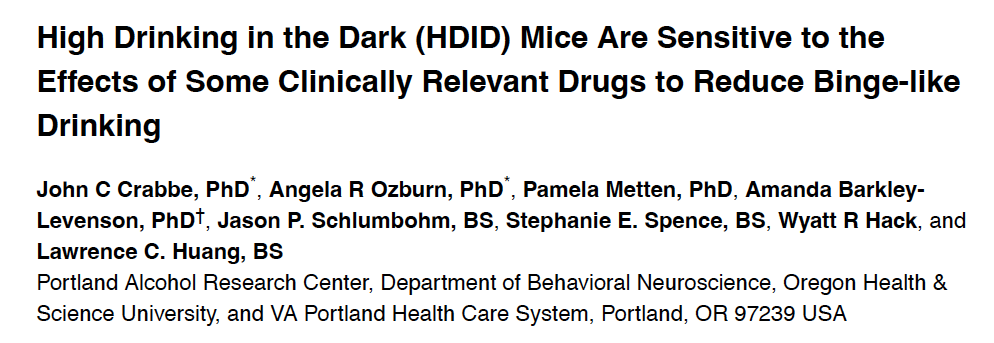 High Drinking in the Dark (HDID) Mice Are Sensitive to the
Effects of Some Clinically Relevant Drugs to Reduce Binge-like
Drinking
John C Crabbe, PhD*, Angela R Ozburn, PhD*, Pamela Metten, PhD, Amanda Barkley-
Levenson, PhD†, Jason P. Schlumbohm, BS, Stephanie E. Spence, BS, Wyatt R Hack, and
Lawrence C. Huang, BS
Portland Alcohol Research Center, Department of Behavioral Neuroscience, Oregon Health &
Science University, and VA Portland Health Care System, Portland, OR 97239 USA